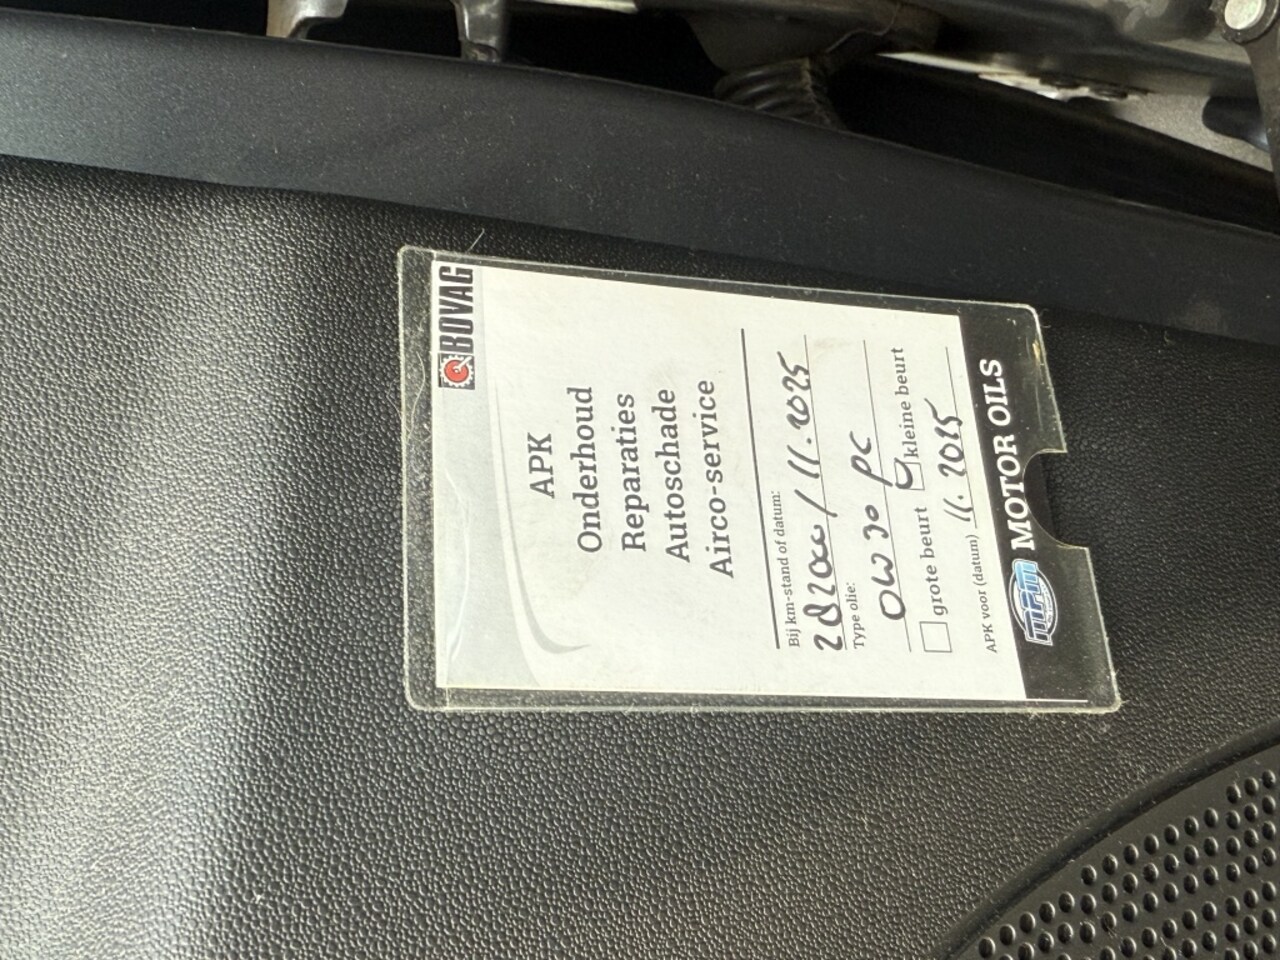 BOVAG
APK
Onderhoud
Reparaties
Autoschade
Airco-service
Bij km-stand of datum:
282000 / 11.2025
Type olie:
0W30 PC
grote beurt kleine beurt
APK voor (datum) 11.2025
mpm MOTOR OILS